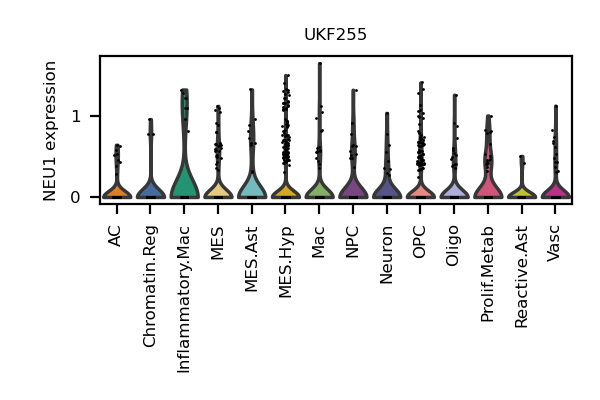 UKF255
NEU1 expression
1
0
AC
Chromatin.Reg
Inflammatory.Mac
MES
MES.Ast
MES.Hyp
Mac
NPC
Neuron
OPC
Oligo
Prolif.Metab
Reactive.Ast
Vasc